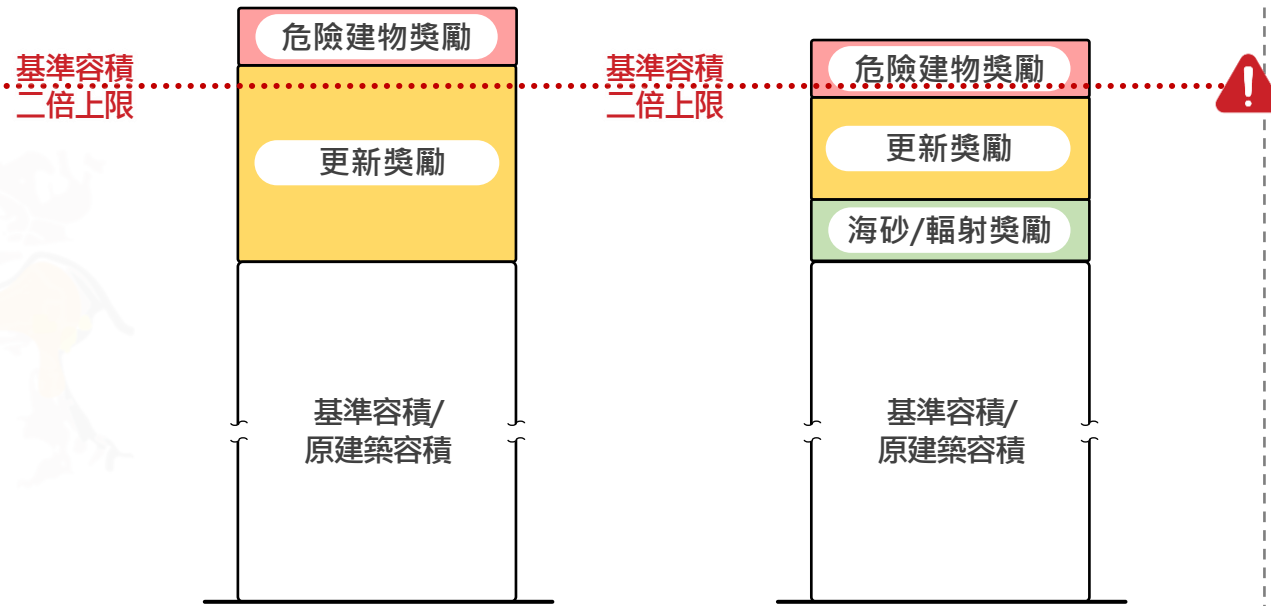 危險建物獎勵
基準容積
二倍上限
更新獎勵
基準容積/
原建築容積
基準容積
二倍上限
危險建物獎勵
更新獎勵
海砂/輻射獎勵
基準容積/
原建築容積
!